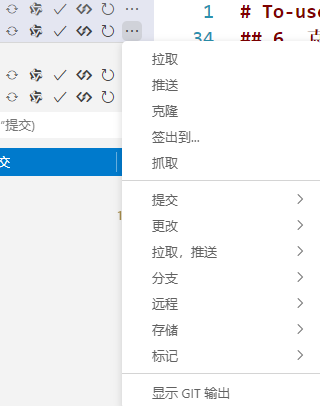 1 # To-use
34 ## 6
拉取
推送
克隆
签出到...
"提交)
抓取
交
提交
更改
拉取，推送
分支
远程
存储
标记
显示 GIT 输出